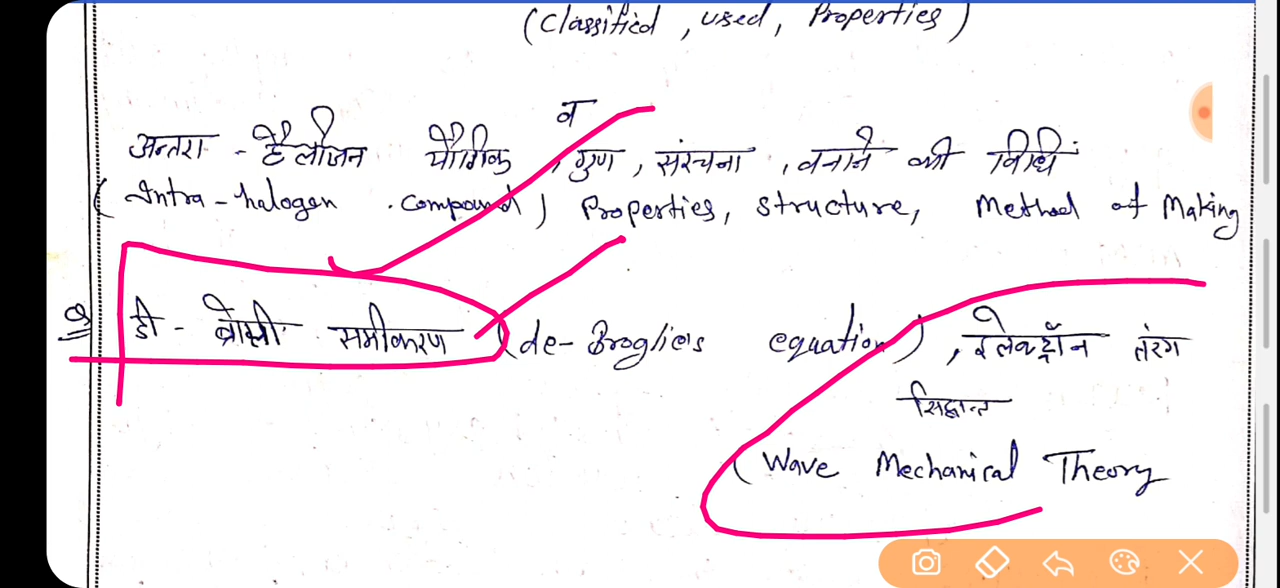 (Classified, used, Properties)
व
अन्तरा - हैलोजन यौगिक, गुण, संरचना, बनाने की विधि
(Intra-halogen compound) Properties, structure, Method of Making
Q डी - ब्रोग्ली समीकरण (de-Broglie's equation), इलेक्ट्रॉन तंरग
सिद्धान्त
(Wave Mechanical Theory